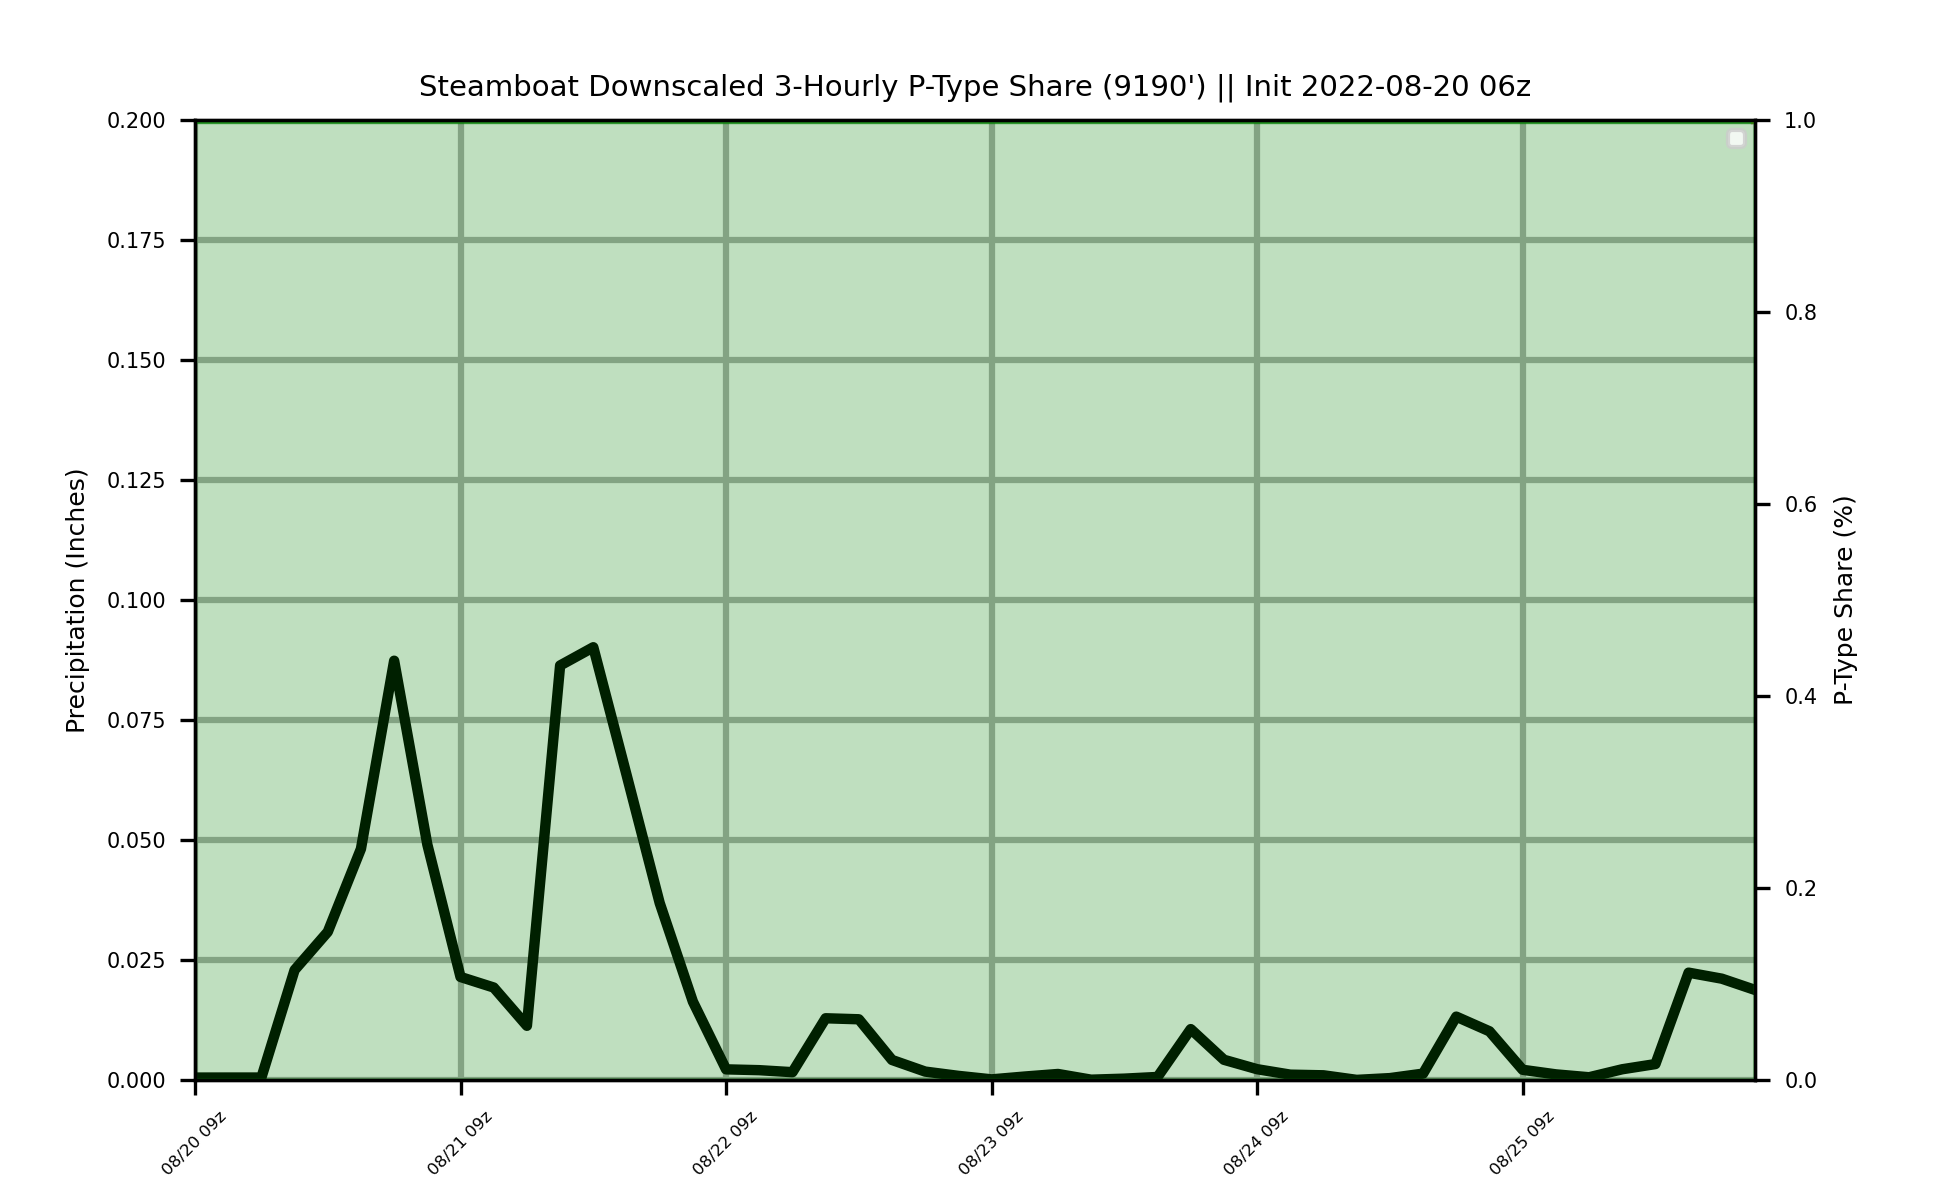 Steamboat Downscaled 3-Hourly P-Type Share (9190') || Init 2022-08-20 06z
0.200
0.175
0.150
0.125
0.100
0.075
0.050
0.025
0.000
Precipitation (Inches)
1.0
0.8
0.6
0.4
0.2
0.0
P-Type Share (%)
08/20 09z
08/21 09z
08/22 09z
08/23 09z
08/24 09z
08/25 09z